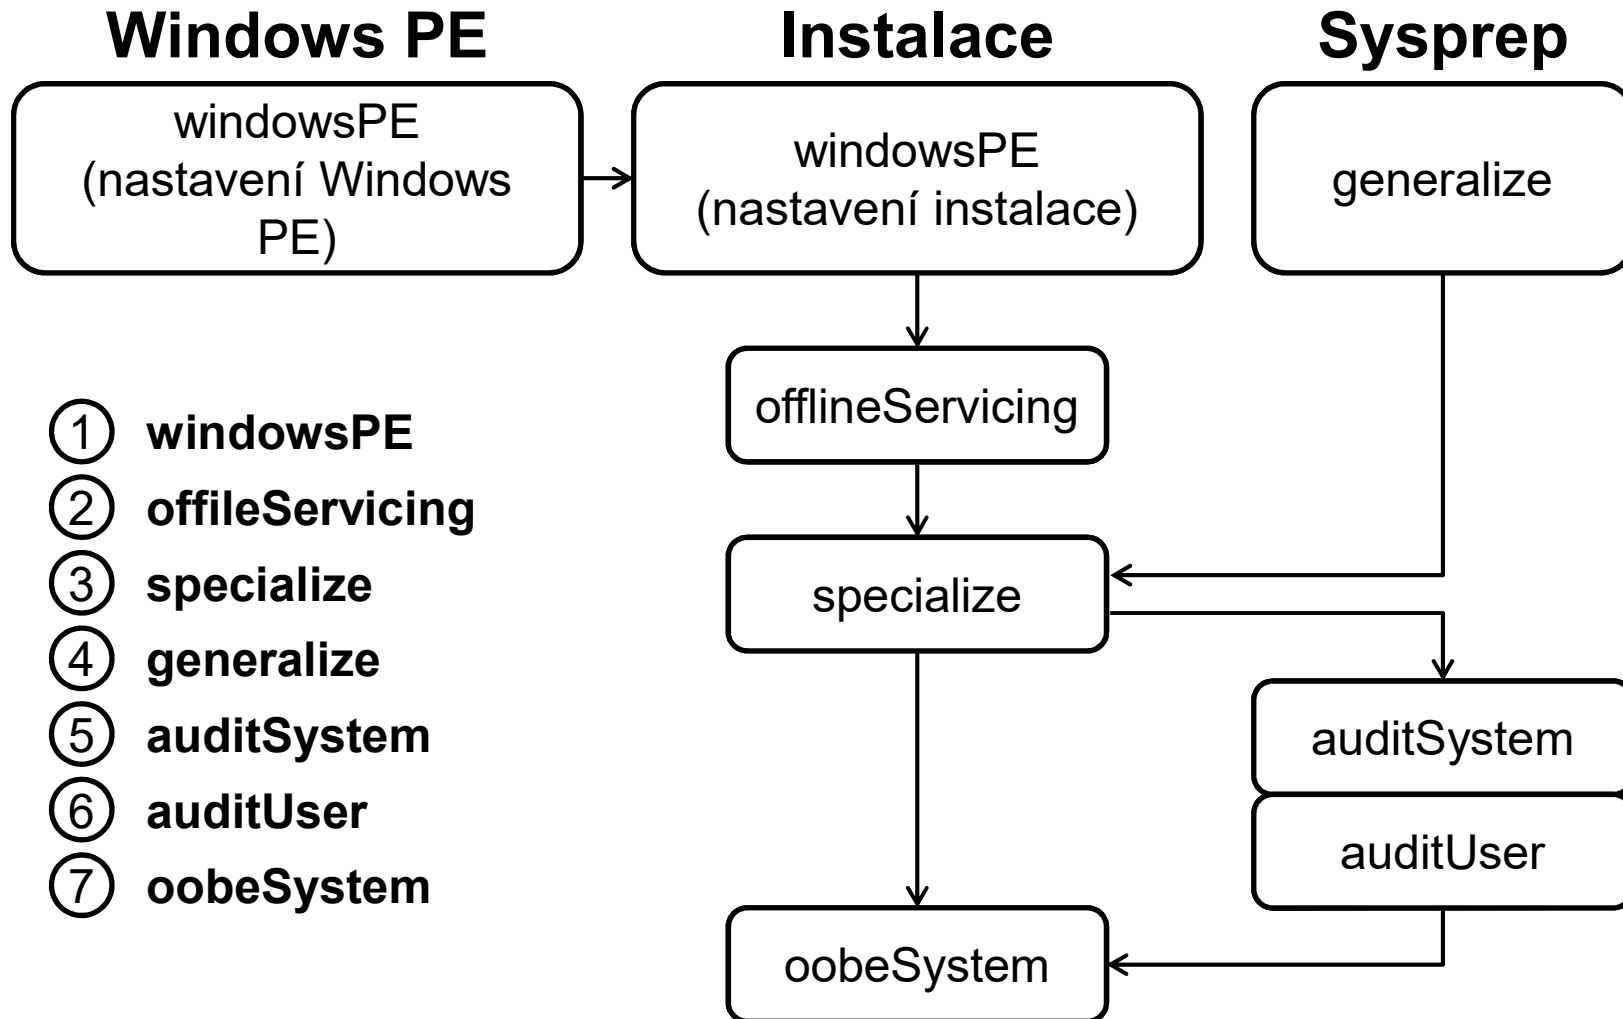 Windows PE
windowsPE
(nastavení Windows
PE)
Instalace
windowsPE
(nastavení instalace)
Sysprep
generalize
offlineServicing
specialize
auditSystem
auditUser
oobeSystem
1 windowsPE
2 offileServicing
3 specialize
4 generalize
5 auditSystem
6 auditUser
7 oobeSystem